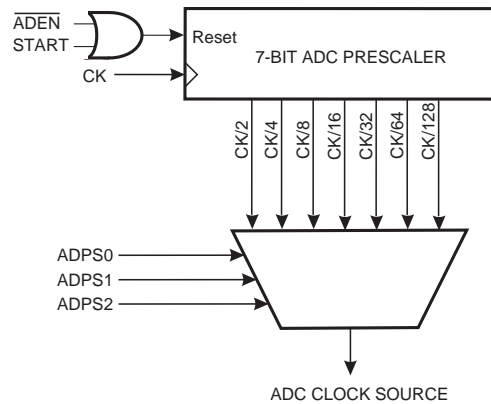 ADEN
START
Reset
CK
7-BIT ADC PRESCALER
CK/2
CK/4
CK/8
CK/16
CK/32
CK/64
CK/128
ADPS0
ADPS1
ADPS2
ADC CLOCK SOURCE